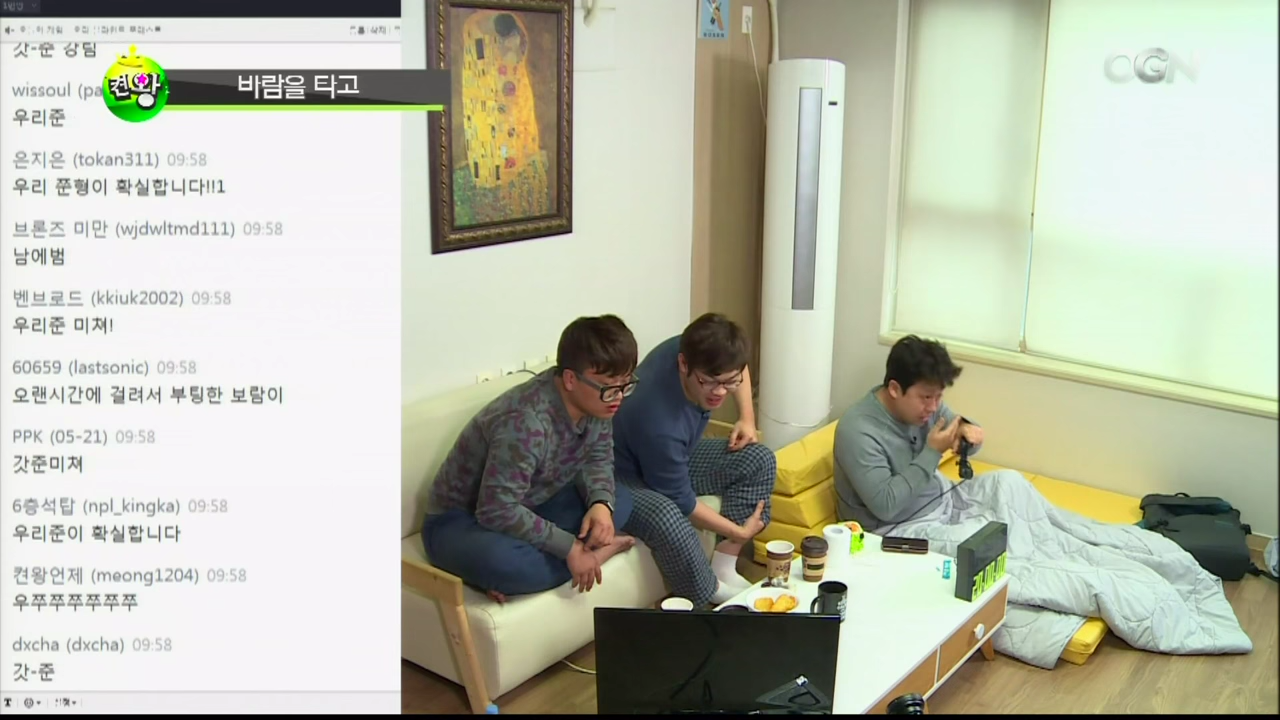 갓-준 강림
wissoul (pa
우리준
은지은 (tokan311) 09:58
우리 쭌형이 확실합니다!!1
브론즈 미만 (wjdwltmd111) 09:58
남에범
벤브로드 (kkiuk2002) 09:58
우리준 미쳐!
60659 (lastsonic) 09:58
오랜시간에 걸려서 부팅한 보람이
PPK (05-21) 09:58
갓준미쳐
6층석탑 (npl_kingka) 09:58
우리준이 확실합니다
켠왕언제 (meong1204) 09:58
우쭈쭈쭈쭈쭈쭈
dxcha (dxcha) 09:58
갓-준
켠왕
바람을 타고
OGN